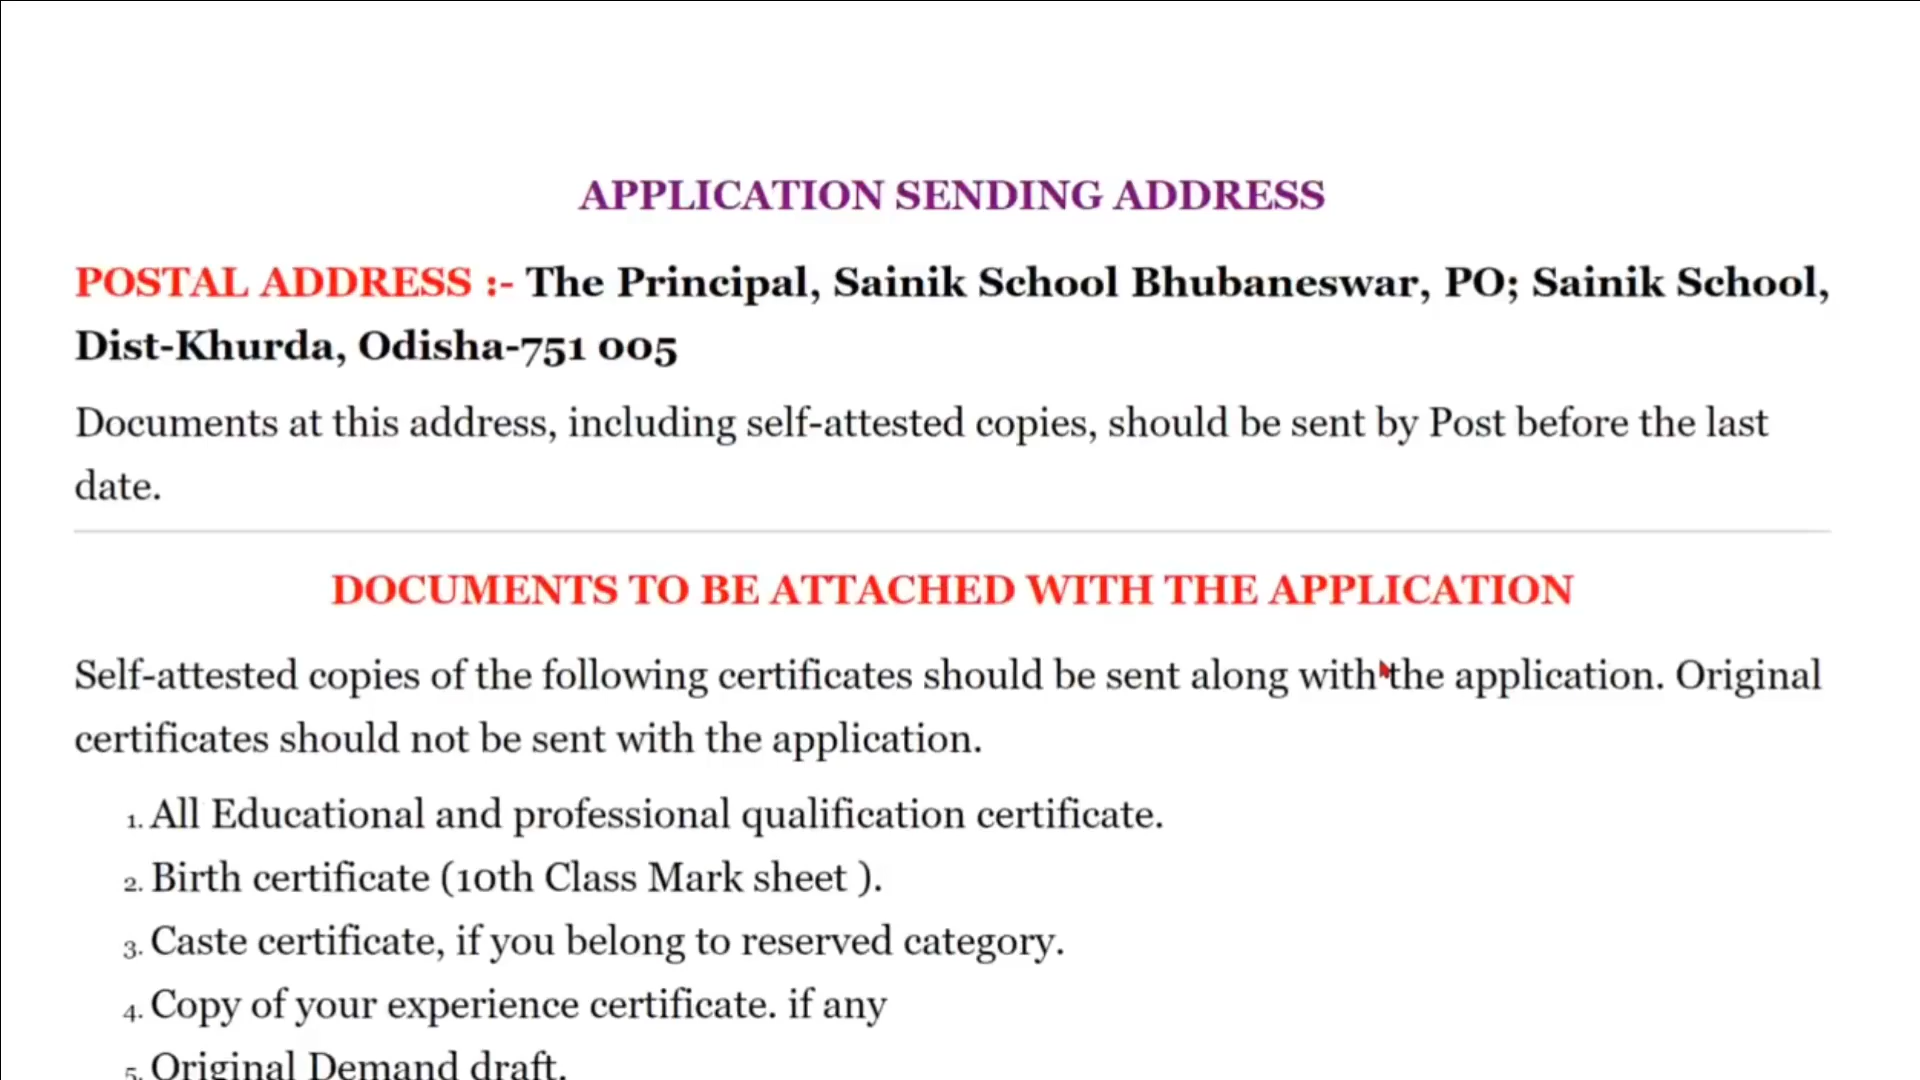 APPLICATION SENDING ADDRESS
POSTAL ADDRESS :- The Principal, Sainik School Bhubaneswar, PO; Sainik School,
Dist-Khurda, Odisha-751 005
Documents at this address, including self-attested copies, should be sent by Post before the last
date.
DOCUMENTS TO BE ATTACHED WITH THE APPLICATION
Self-attested copies of the following certificates should be sent along with the application. Original
certificates should not be sent with the application.
1. All Educational and professional qualification certificate.
2. Birth certificate (10th Class Mark sheet ).
3. Caste certificate, if you belong to reserved category.
4. Copy of your experience certificate. if any
5. Original Demand draft.